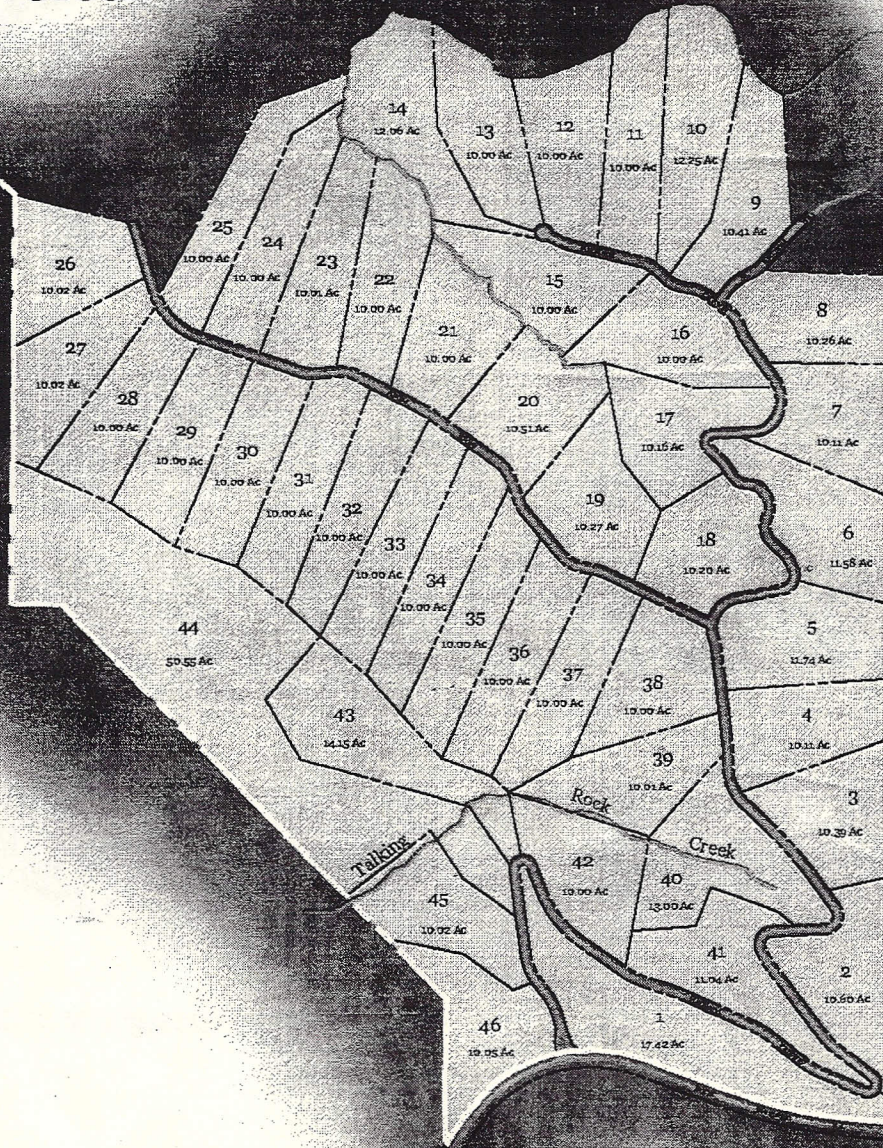 14
12.06 Ac
13
10.00 Ac
12
10.00 Ac
11
10.00 Ac
10
12.25 Ac
9
10.41 Ac
25
10.00 Ac
24
10.00 Ac
23
10.01 Ac
22
10.00 Ac
26
10.02 Ac
15
10.00 Ac
8
10.26 Ac
21
10.00 Ac
16
10.00 Ac
27
10.02 Ac
28
10.00 Ac
29
10.00 Ac
20
10.51 Ac
17
10.16 Ac
7
10.11 Ac
30
10.00 Ac
31
10.00 Ac
32
10.00 Ac
19
10.27 Ac
33
10.00 Ac
18
10.20 Ac
6
11.58 Ac
34
10.00 Ac
35
10.00 Ac
44
50.55 Ac
5
11.74 Ac
36
10.00 Ac
37
10.00 Ac
38
10.00 Ac
43
14.15 Ac
4
10.11 Ac
39
10.01 Ac
3
10.39 Ac
Talking
Rock
Creek
42
10.00 Ac
40
13.00 Ac
45
10.02 Ac
41
11.04 Ac
2
10.60 Ac
46
10.05 Ac
1
17.42 Ac